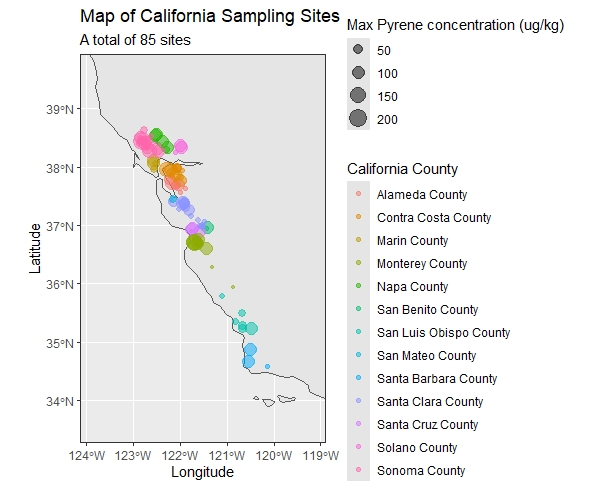 Map of California Sampling Sites
A total of 85 sites
39°N
38°N
37°N
36°N
35°N
34°N
Latitude
124°W 123°W 122°W 121°W 120°W 119°W
Longitude
Max Pyrene concentration (ug/kg)
50
100
150
200
California County
Alameda County
Contra Costa County
Marin County
Monterey County
Napa County
San Benito County
San Luis Obispo County
San Mateo County
Santa Barbara County
Santa Clara County
Santa Cruz County
Solano County
Sonoma County